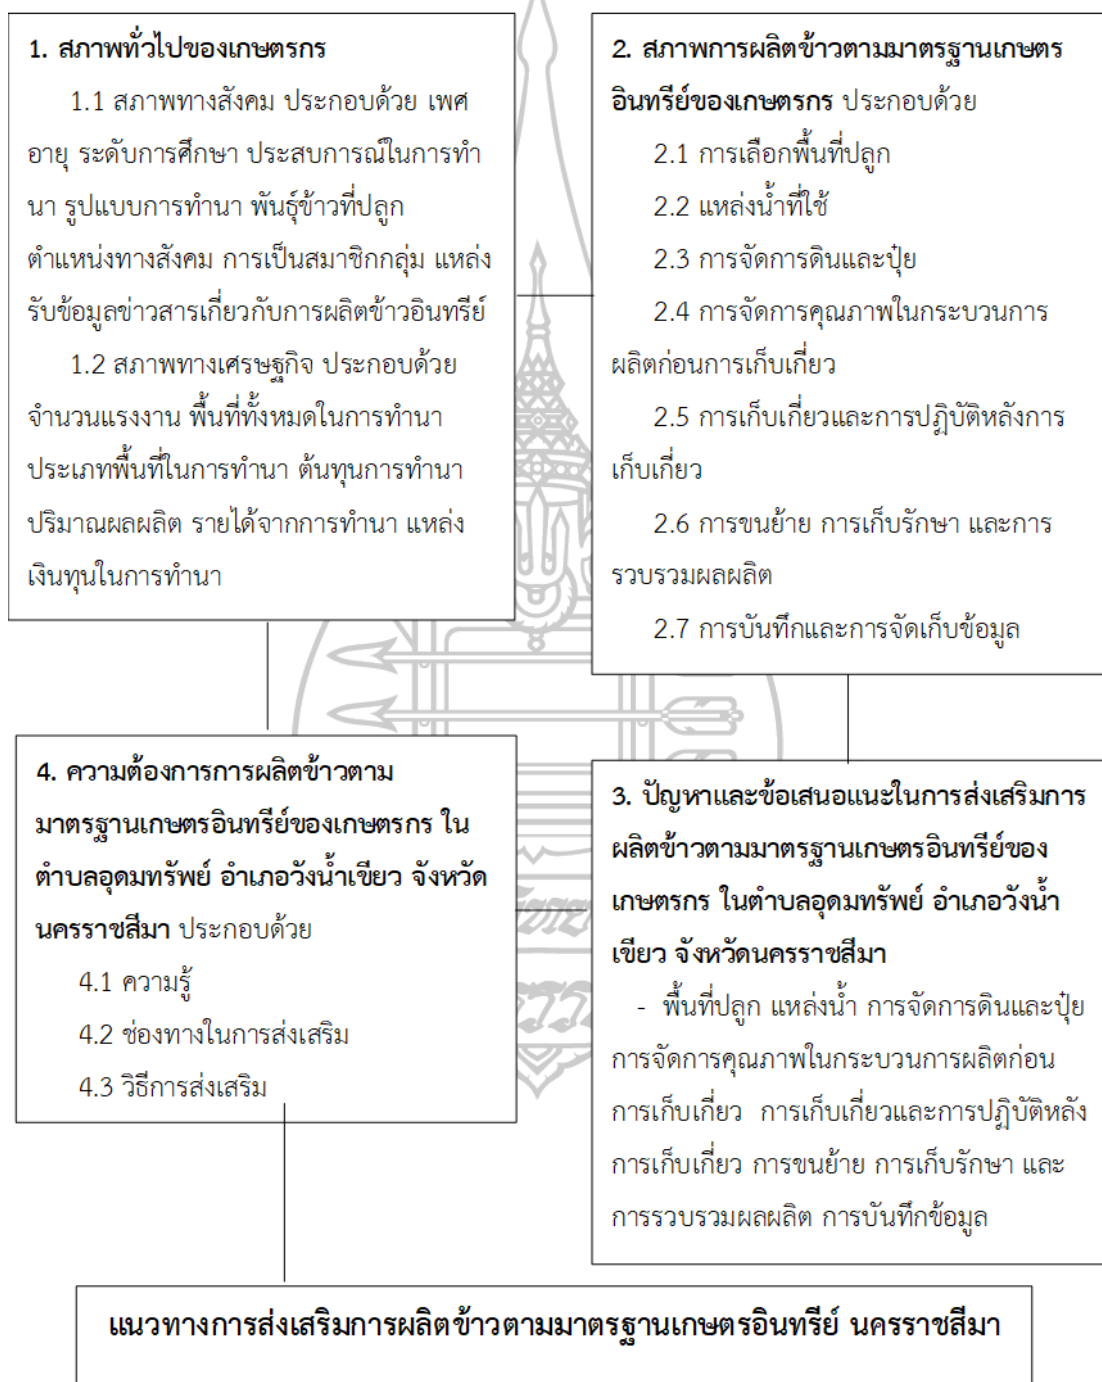 1. สภาพทั่วไปของเกษตรกร
1.1 สภาพทางสังคม ประกอบด้วย เพศ
อายุ ระดับการศึกษา ประสบการณ์ในการทำ
นา รูปแบบการทำนา พันธุ์ข้าวที่ปลูก
ตำแหน่งทางสังคม การเป็นสมาชิกกลุ่ม แหล่ง
รับข้อมูลข่าวสารเกี่ยวกับการผลิตข้าวอินทรีย์
1.2 สภาพทางเศรษฐกิจ ประกอบด้วย
จำนวนแรงงาน พื้นที่ทั้งหมดในการทำนา
ประเภทพื้นที่ในการทำนา ต้นทุนการทำนา
ปริมาณผลผลิต รายได้จากการทำนา แหล่ง
เงินทุนในการทำนา
2. สภาพการผลิตข้าวตามมาตรฐานเกษตร
อินทรีย์ของเกษตรกร ประกอบด้วย
2.1 การเลือกพื้นที่ปลูก
2.2 แหล่งน้ำที่ใช้
2.3 การจัดการดินและปุ๋ย
2.4 การจัดการคุณภาพในกระบวนการ
ผลิตก่อนการเก็บเกี่ยว
2.5 การเก็บเกี่ยวและการปฏิบัติหลังการ
เก็บเกี่ยว
2.6 การขนย้าย การเก็บรักษา และการ
รวบรวมผลผลิต
2.7 การบันทึกและการจัดเก็บข้อมูล
4. ความต้องการการผลิตข้าวตาม
มาตรฐานเกษตรอินทรีย์ของเกษตรกร ใน
ตำบลอุดมทรัพย์ อำเภอวังน้ำเขียว จังหวัด
นครราชสีมา ประกอบด้วย
4.1 ความรู้
4.2 ช่องทางในการส่งเสริม
4.3 วิธีการส่งเสริม
3. ปัญหาและข้อเสนอแนะในการส่งเสริมการ
ผลิตข้าวตามมาตรฐานเกษตรอินทรีย์ของ
เกษตรกร ในตำบลอุดมทรัพย์ อำเภอวังน้ำ
เขียว จังหวัดนครราชสีมา
- พื้นที่ปลูก แหล่งน้ำ การจัดการดินและปุ๋ย
การจัดการคุณภาพในกระบวนการผลิตก่อน
การเก็บเกี่ยว การเก็บเกี่ยวและการปฏิบัติหลัง
การเก็บเกี่ยว การขนย้าย การเก็บรักษา และ
การรวบรวมผลผลิต การบันทึกข้อมูล
แนวทางการส่งเสริมการผลิตข้าวตามมาตรฐานเกษตรอินทรีย์ นครราชสีมา